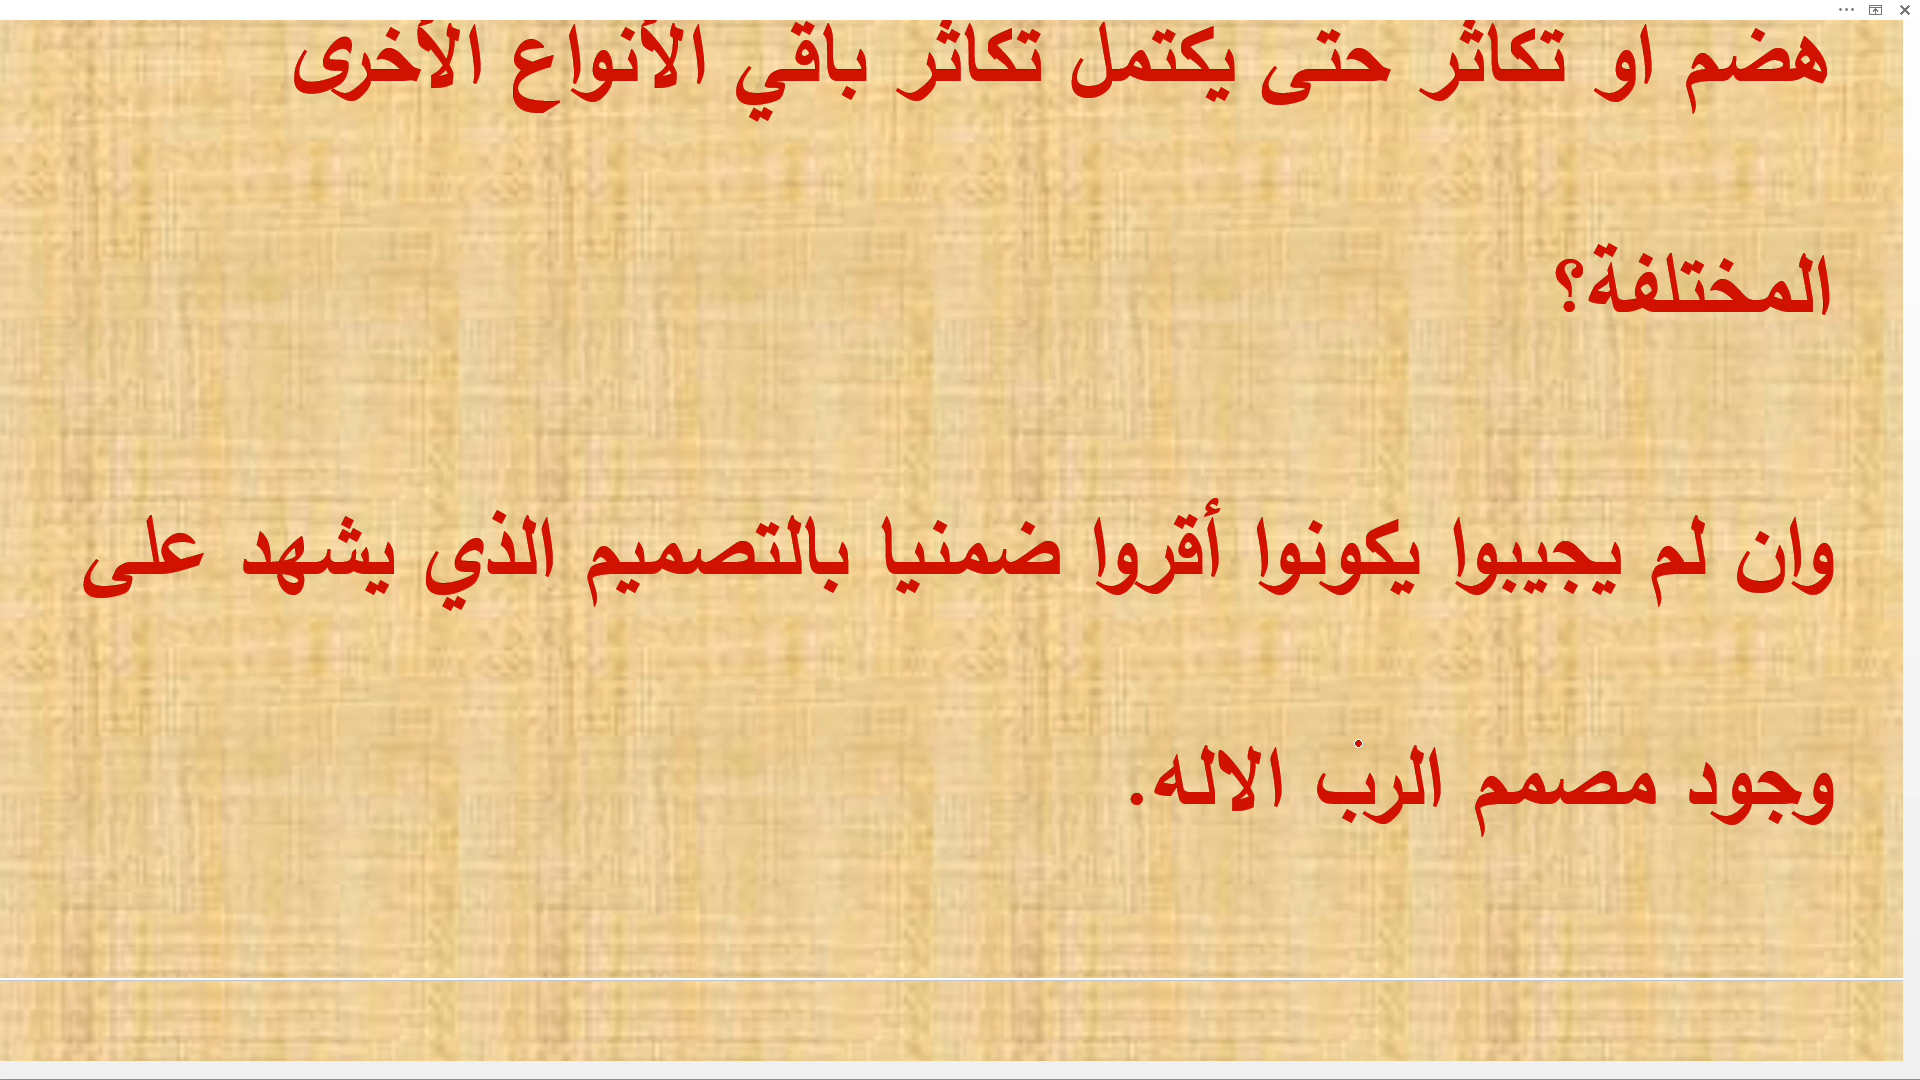 هضم او تكاثر حتى يكتمل تكاثر باقي الأنواع الأخرى
المختلفة؟
وان لم يجيبوا يكونوا أقروا ضمنيا بالتصميم الذي يشهد على
وجود مصمم الرب الاله.